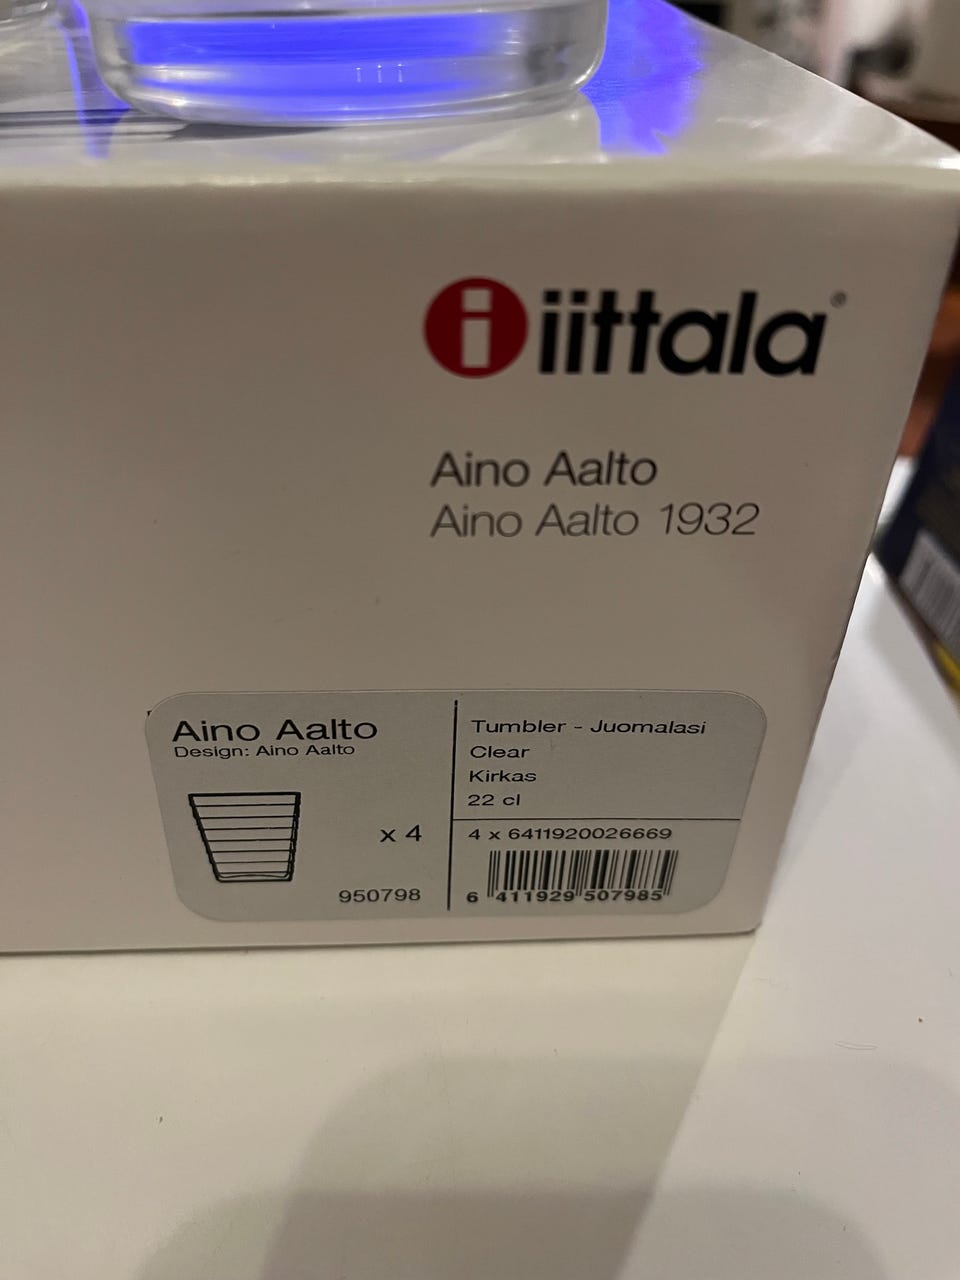 iittala
Aino Aalto
Aino Aalto 1932
Aino Aalto
Design: Aino Aalto
x 4
950798
Tumbler - Juomalasi
Clear
Kirkas
22 cl
4 x 6411920026669
6 411929 507985